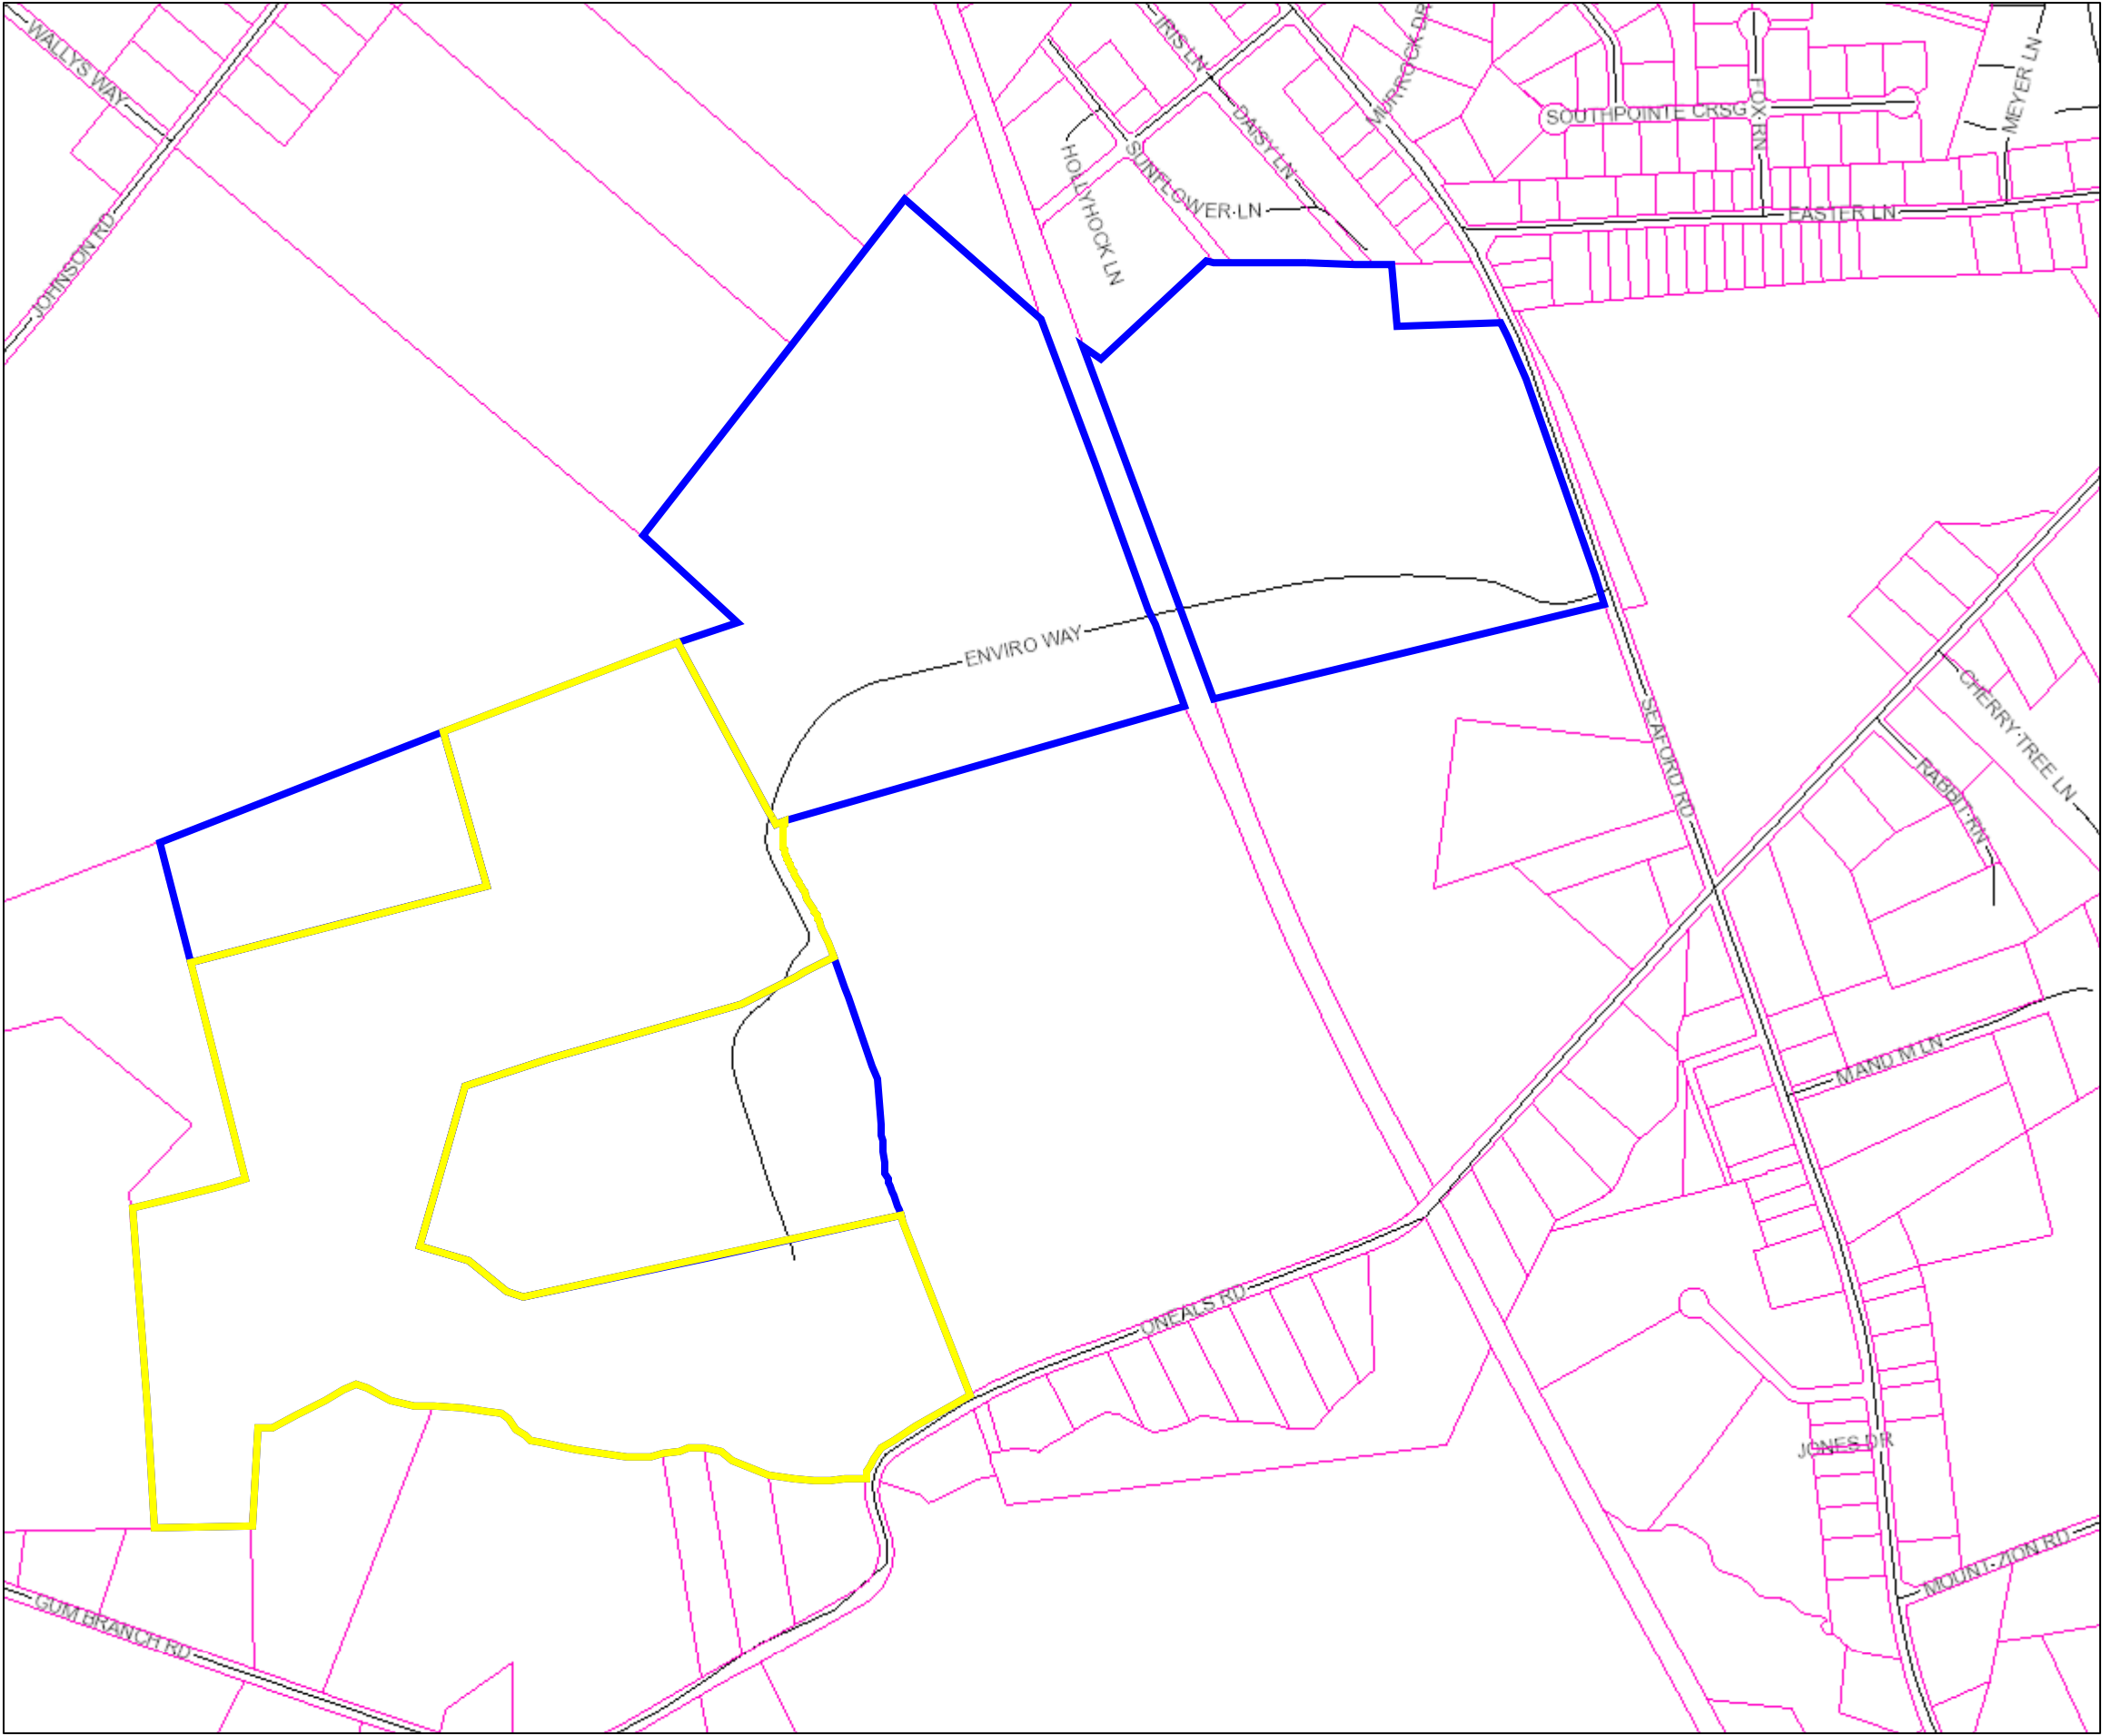 WALLYS WAY
IRIS LN
MURROCK DR
SOUTHPOINTE CRSG
FOX RN
MEYER LN
DAISY LN
SUNFLOWER LN
HOLLYHOCK LN
EASTER LN
JOHNSON RD
ENVIRO WAY
SEAFORD RD
CHERRY TREE LN
RABBIT RN
M AND M LN
ONEALS RD
JONES DR
MOUNT ZION RD
GUM BRANCH RD